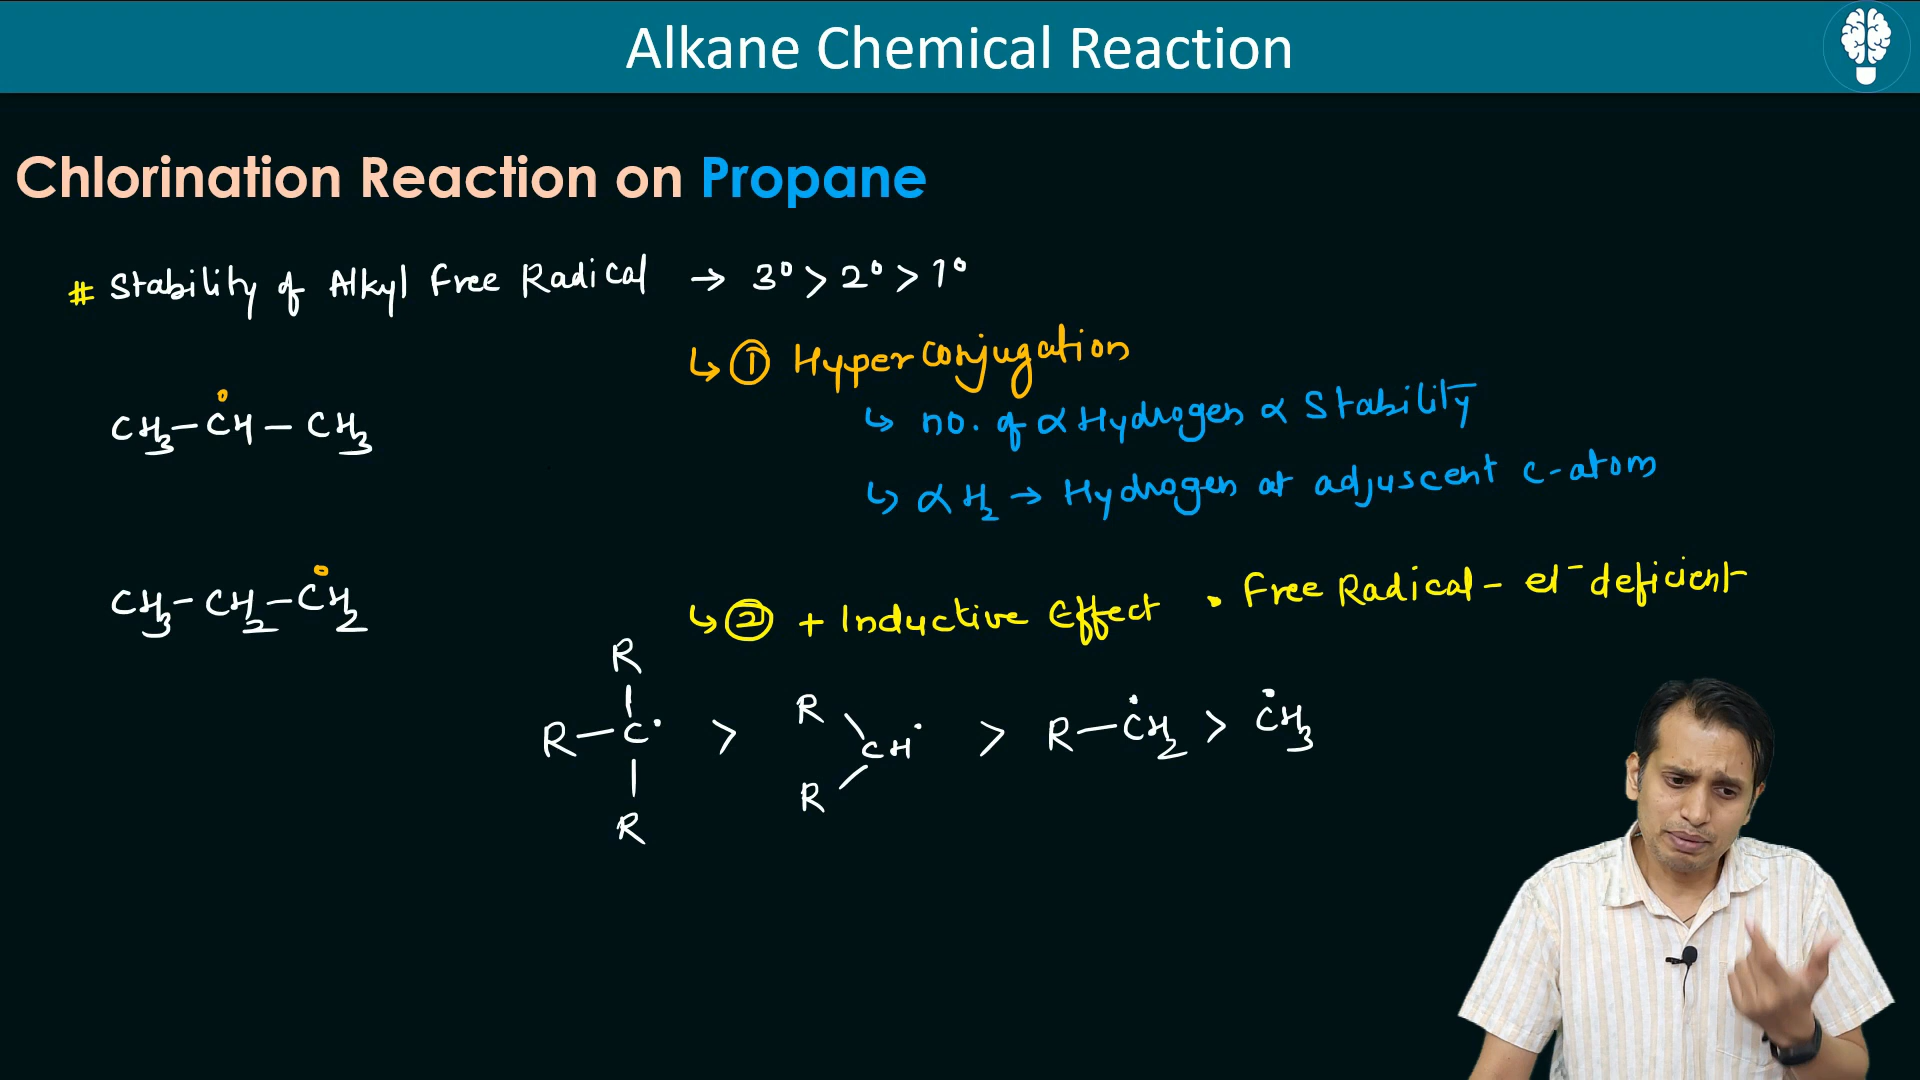 Alkane Chemical Reaction
Chlorination Reaction on Propane
# Stability of Alkyl Free Radical → 3° > 2° > 1°
↳ ① Hyperconjugation
↳ no. of α Hydrogen ∝ Stability
CH₃–ĊH–CH₃
↳ αH₂ → Hydrogen at adjuscent C-atom
CH₃–CH₂–ĊH₂
↳ ② + Inductive Effect • Free Radical – el⁻ deficient
R
R–C• > R R CH• > R–ĊH₂ > ĊH₃
R